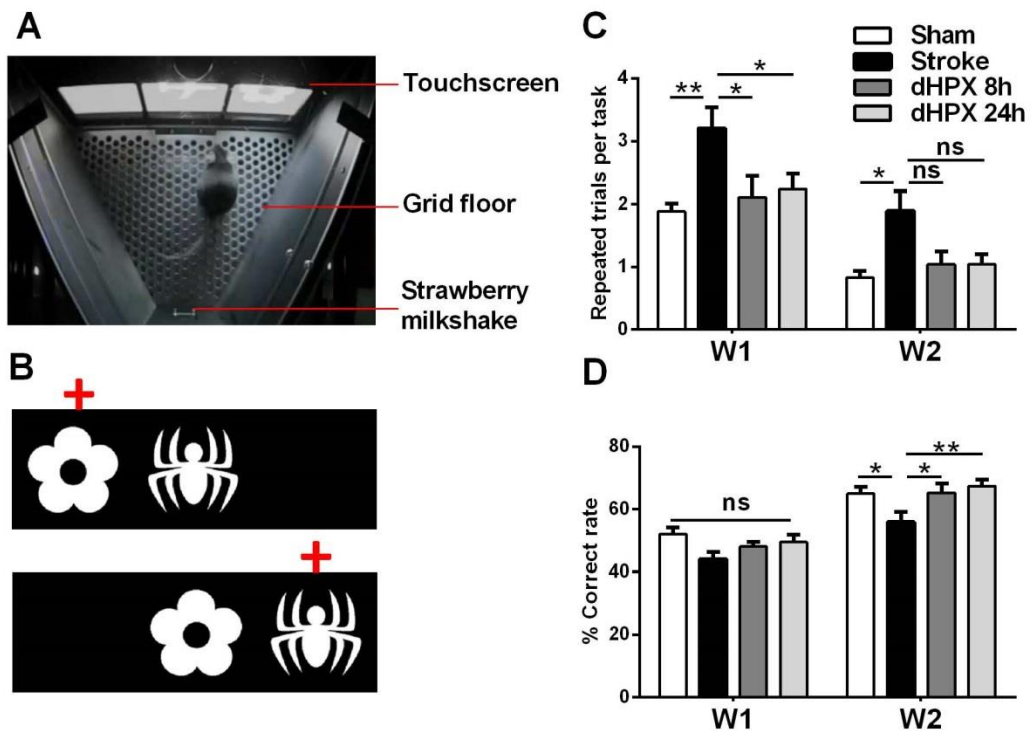 A
Touchscreen
Grid floor
Strawberry
milkshake
B
+
+
C
Sham
Stroke
dHPX 8h
dHPX 24h
Repeated trials per task
4
3
2
1
0
**
*
*
*
ns
ns
W1
W2
D
% Correct rate
80
60
40
20
0
ns
*
*
**
W1
W2